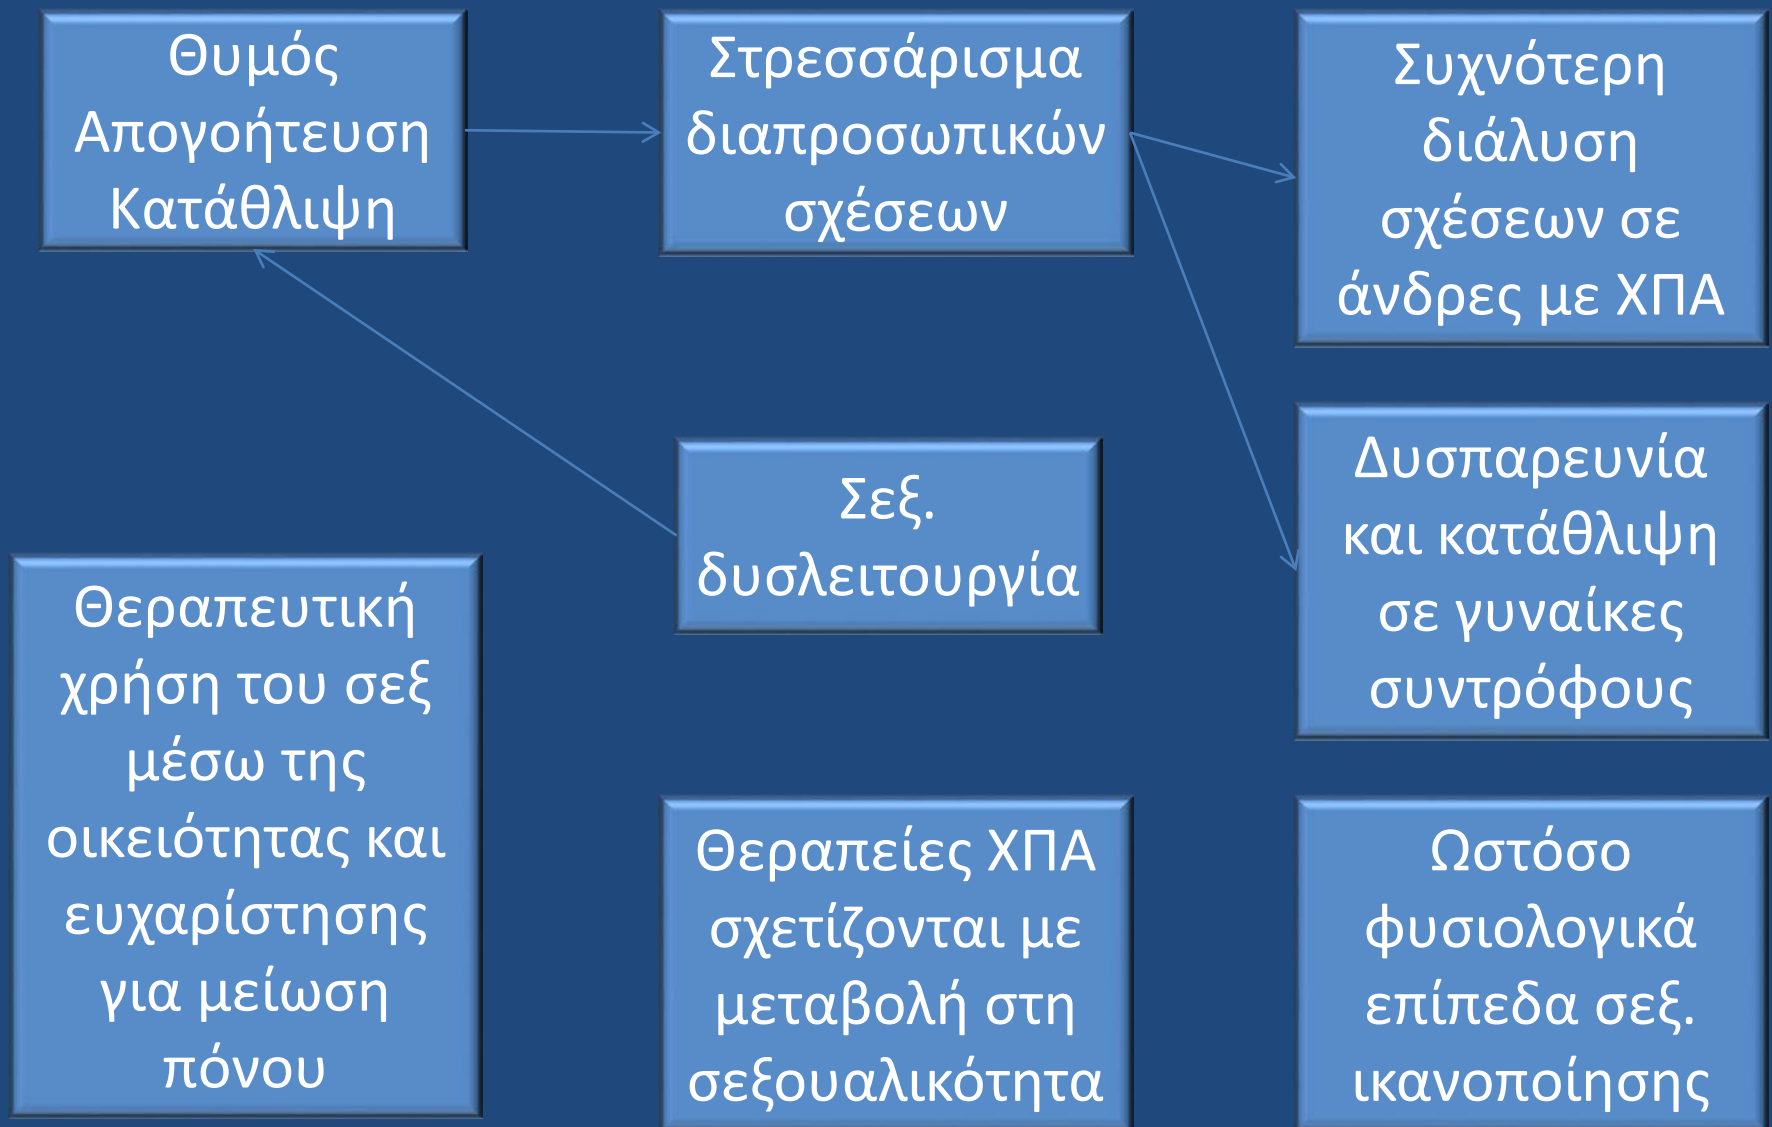 Θυμός
Απογοήτευση
Κατάθλιψη
Στρεσσάρισμα
διαπροσωπικών
σχέσεων
Συχνότερη
διάλυση
σχέσεων σε
άνδρες με ΧΠΑ
Σεξ.
δυσλειτουργία
Δυσπαρευνία
και κατάθλιψη
σε γυναίκες
συντρόφους
Θεραπευτική
χρήση του σεξ
μέσω της
οικειότητας και
ευχαρίστησης
για μείωση
πόνου
Θεραπείες ΧΠΑ
σχετίζονται με
μεταβολή στη
σεξουαλικότητα
Ωστόσο
φυσιολογικά
επίπεδα σεξ.
ικανοποίησης